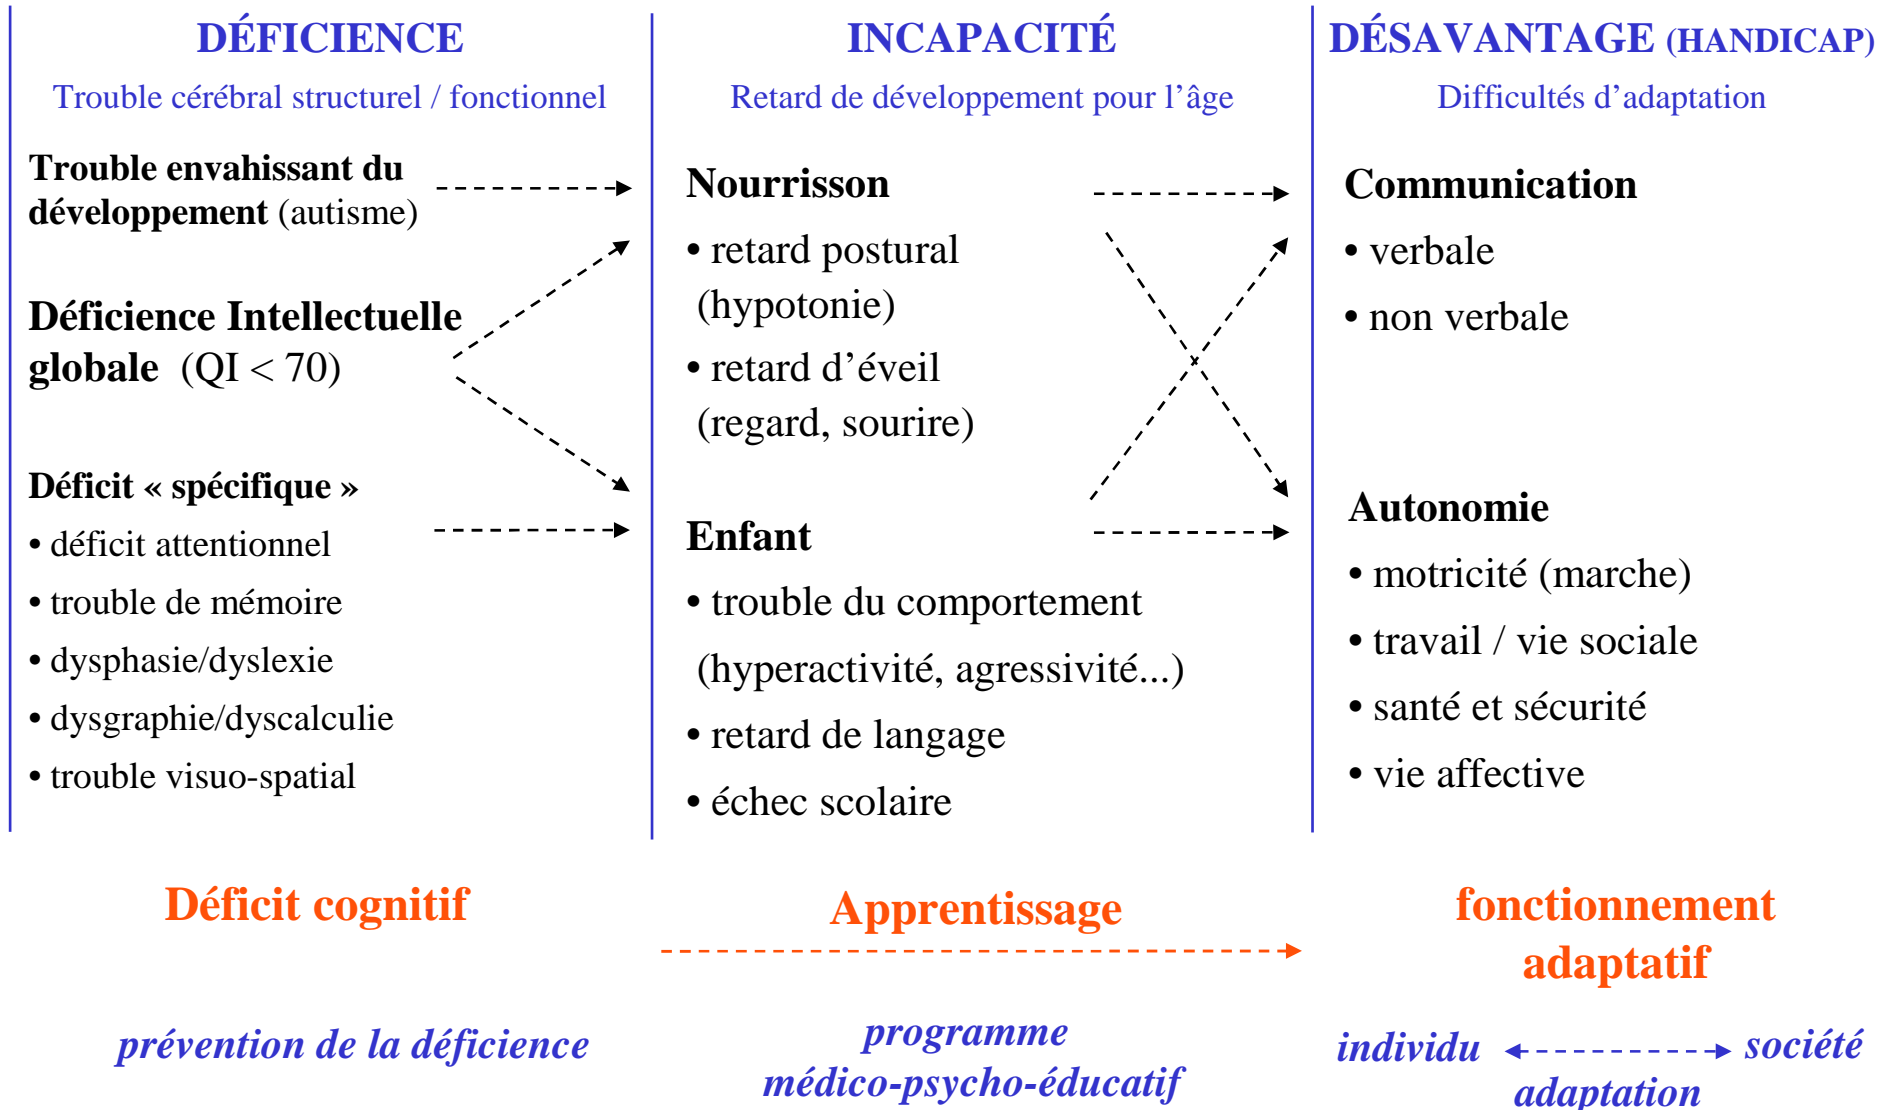 DÉFICIENCE
Trouble cérébral structurel / fonctionnel
Trouble envahissant du
développement (autisme)
Déficience Intellectuelle
globale (QI < 70)
Déficit « spécifique »
• déficit attentionnel
• trouble de mémoire
• dysphasie/dyslexie
• dysgraphie/dyscalculie
• trouble visuo-spatial
Déficit cognitif
prévention de la déficience
INCAPACITÉ
Retard de développement pour l’âge
Nourrisson
• retard postural
(hypotonie)
• retard d’éveil
(regard, sourire)
Enfant
• trouble du comportement
(hyperactivité, agressivité...)
• retard de langage
• échec scolaire
Apprentissage
programme
médico-psycho-éducatif
DÉSAVANTAGE (HANDICAP)
Difficultés d’adaptation
Communication
• verbale
• non verbale
Autonomie
• motricité (marche)
• travail / vie sociale
• santé et sécurité
• vie affective
fonctionnement
adaptatif
individu société
adaptation